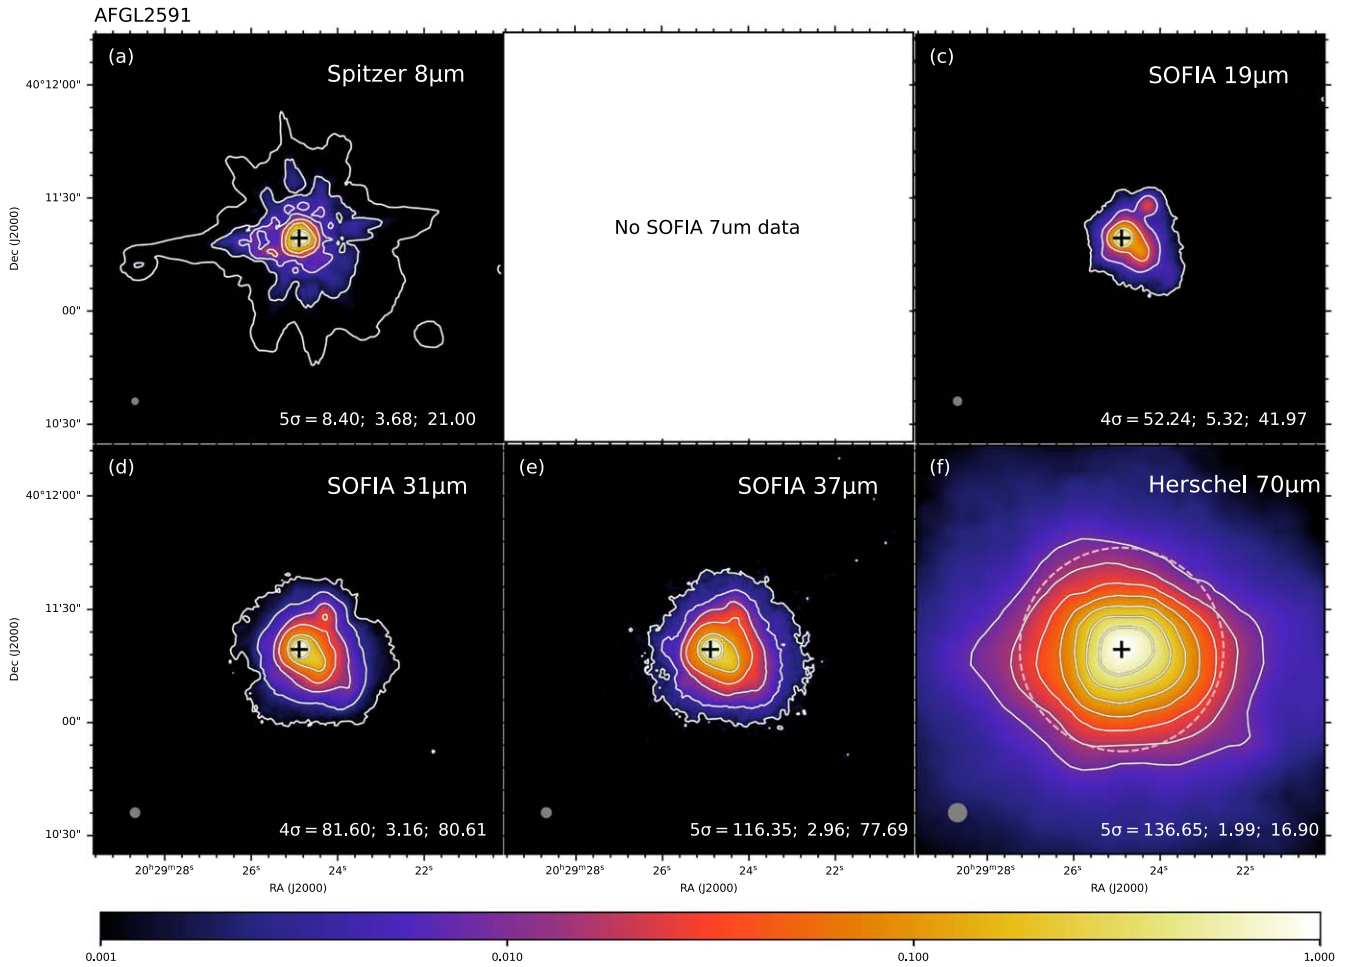 AFGL2591
(a)
Spitzer 8μm
40°12'00"
11'30"
00"
10'30"
Dec (J2000)
5σ = 8.40; 3.68; 21.00
No SOFIA 7um data
(c)
SOFIA 19μm
4σ = 52.24; 5.32; 41.97
(d)
SOFIA 31μm
40°12'00"
11'30"
00"
10'30"
Dec (J2000)
4σ = 81.60; 3.16; 80.61
(e)
SOFIA 37μm
5σ = 116.35; 2.96; 77.69
(f)
Herschel 70μm
5σ = 136.65; 1.99; 16.90
20ʰ29ᵐ28ˢ 26ˢ 24ˢ 22ˢ
RA (J2000)
20ʰ29ᵐ28ˢ 26ˢ 24ˢ 22ˢ
RA (J2000)
20ʰ29ᵐ28ˢ 26ˢ 24ˢ 22ˢ
RA (J2000)
0.001 0.010 0.100 1.000